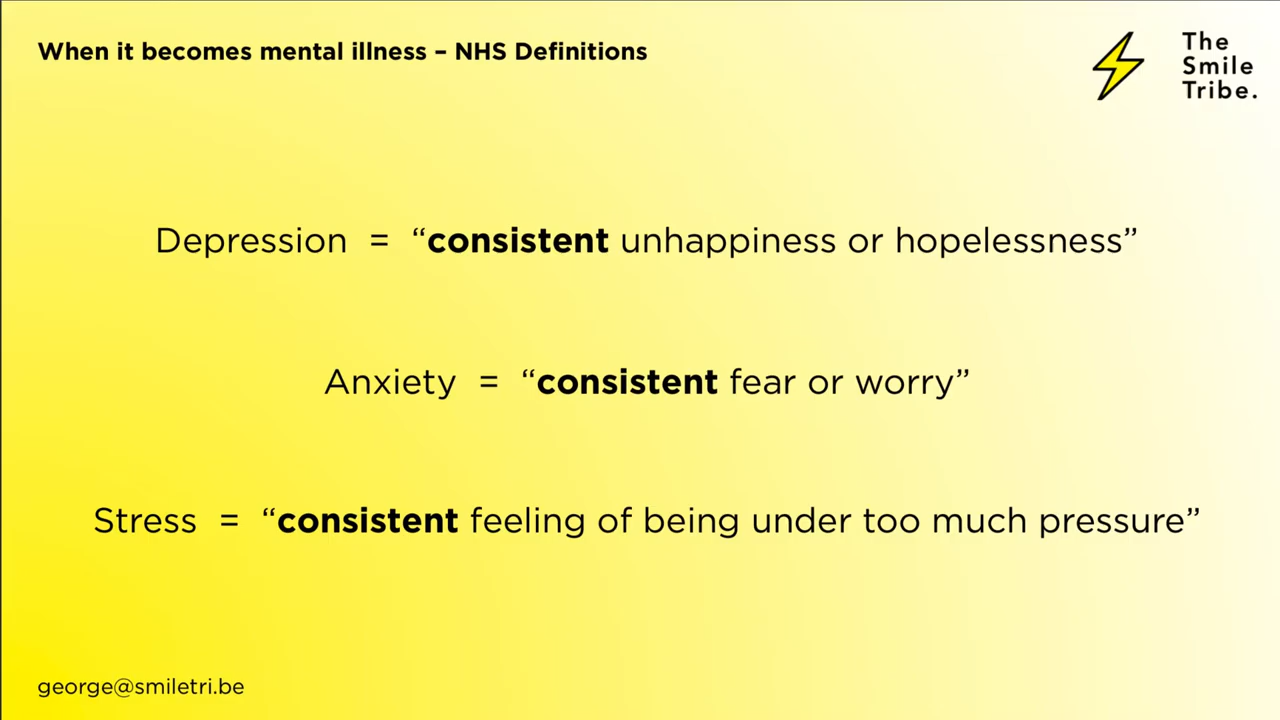 When it becomes mental illness – NHS Definitions
The
Smile
Tribe.
Depression = “consistent unhappiness or hopelessness”
Anxiety = “consistent fear or worry”
Stress = “consistent feeling of being under too much pressure”
george@smiletri.be